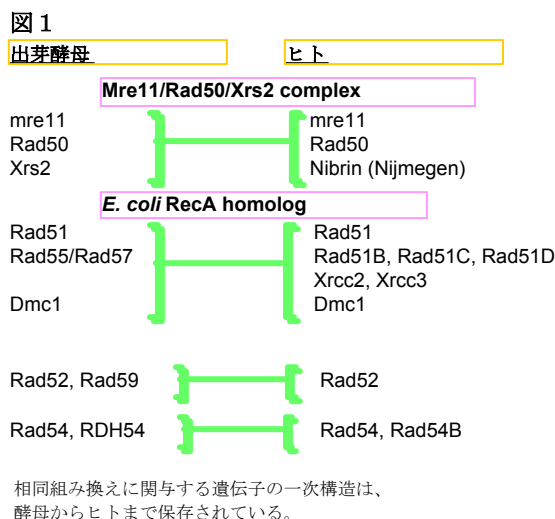 図１
出芽酵母 ヒト
Mre11/Rad50/Xrs2 complex
mre11 mre11
Rad50 Rad50
Xrs2 Nibrin (Nijmegen)
E. coli RecA homolog
Rad51 Rad51
Rad55/Rad57 Rad51B, Rad51C, Rad51D
Xrcc2, Xrcc3
Dmc1 Dmc1
Rad52, Rad59 Rad52
Rad54, RDH54 Rad54, Rad54B
相同組み換えに関与する遺伝子の一次構造は、
酵母からヒトまで保存されている。